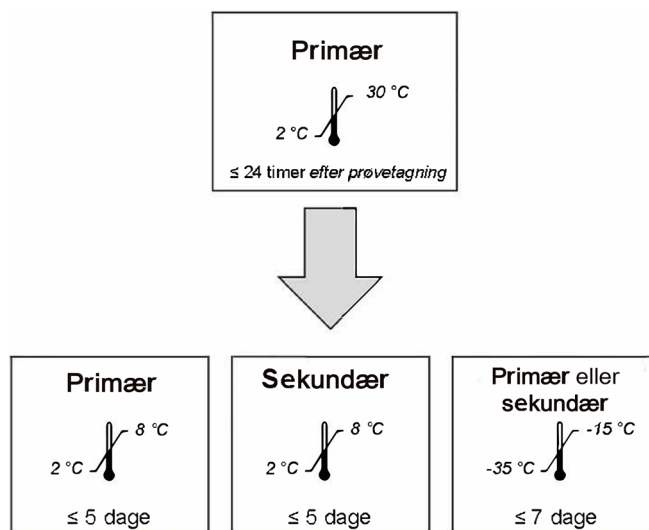 Primær
30 °C
2 °C
≤ 24 timer efter prøvetagning
Primær
8 °C
2 °C
≤ 5 dage
Sekundær
8 °C
2 °C
≤ 5 dage
Primær eller
sekundær
-15 °C
-35 °C
≤ 7 dage